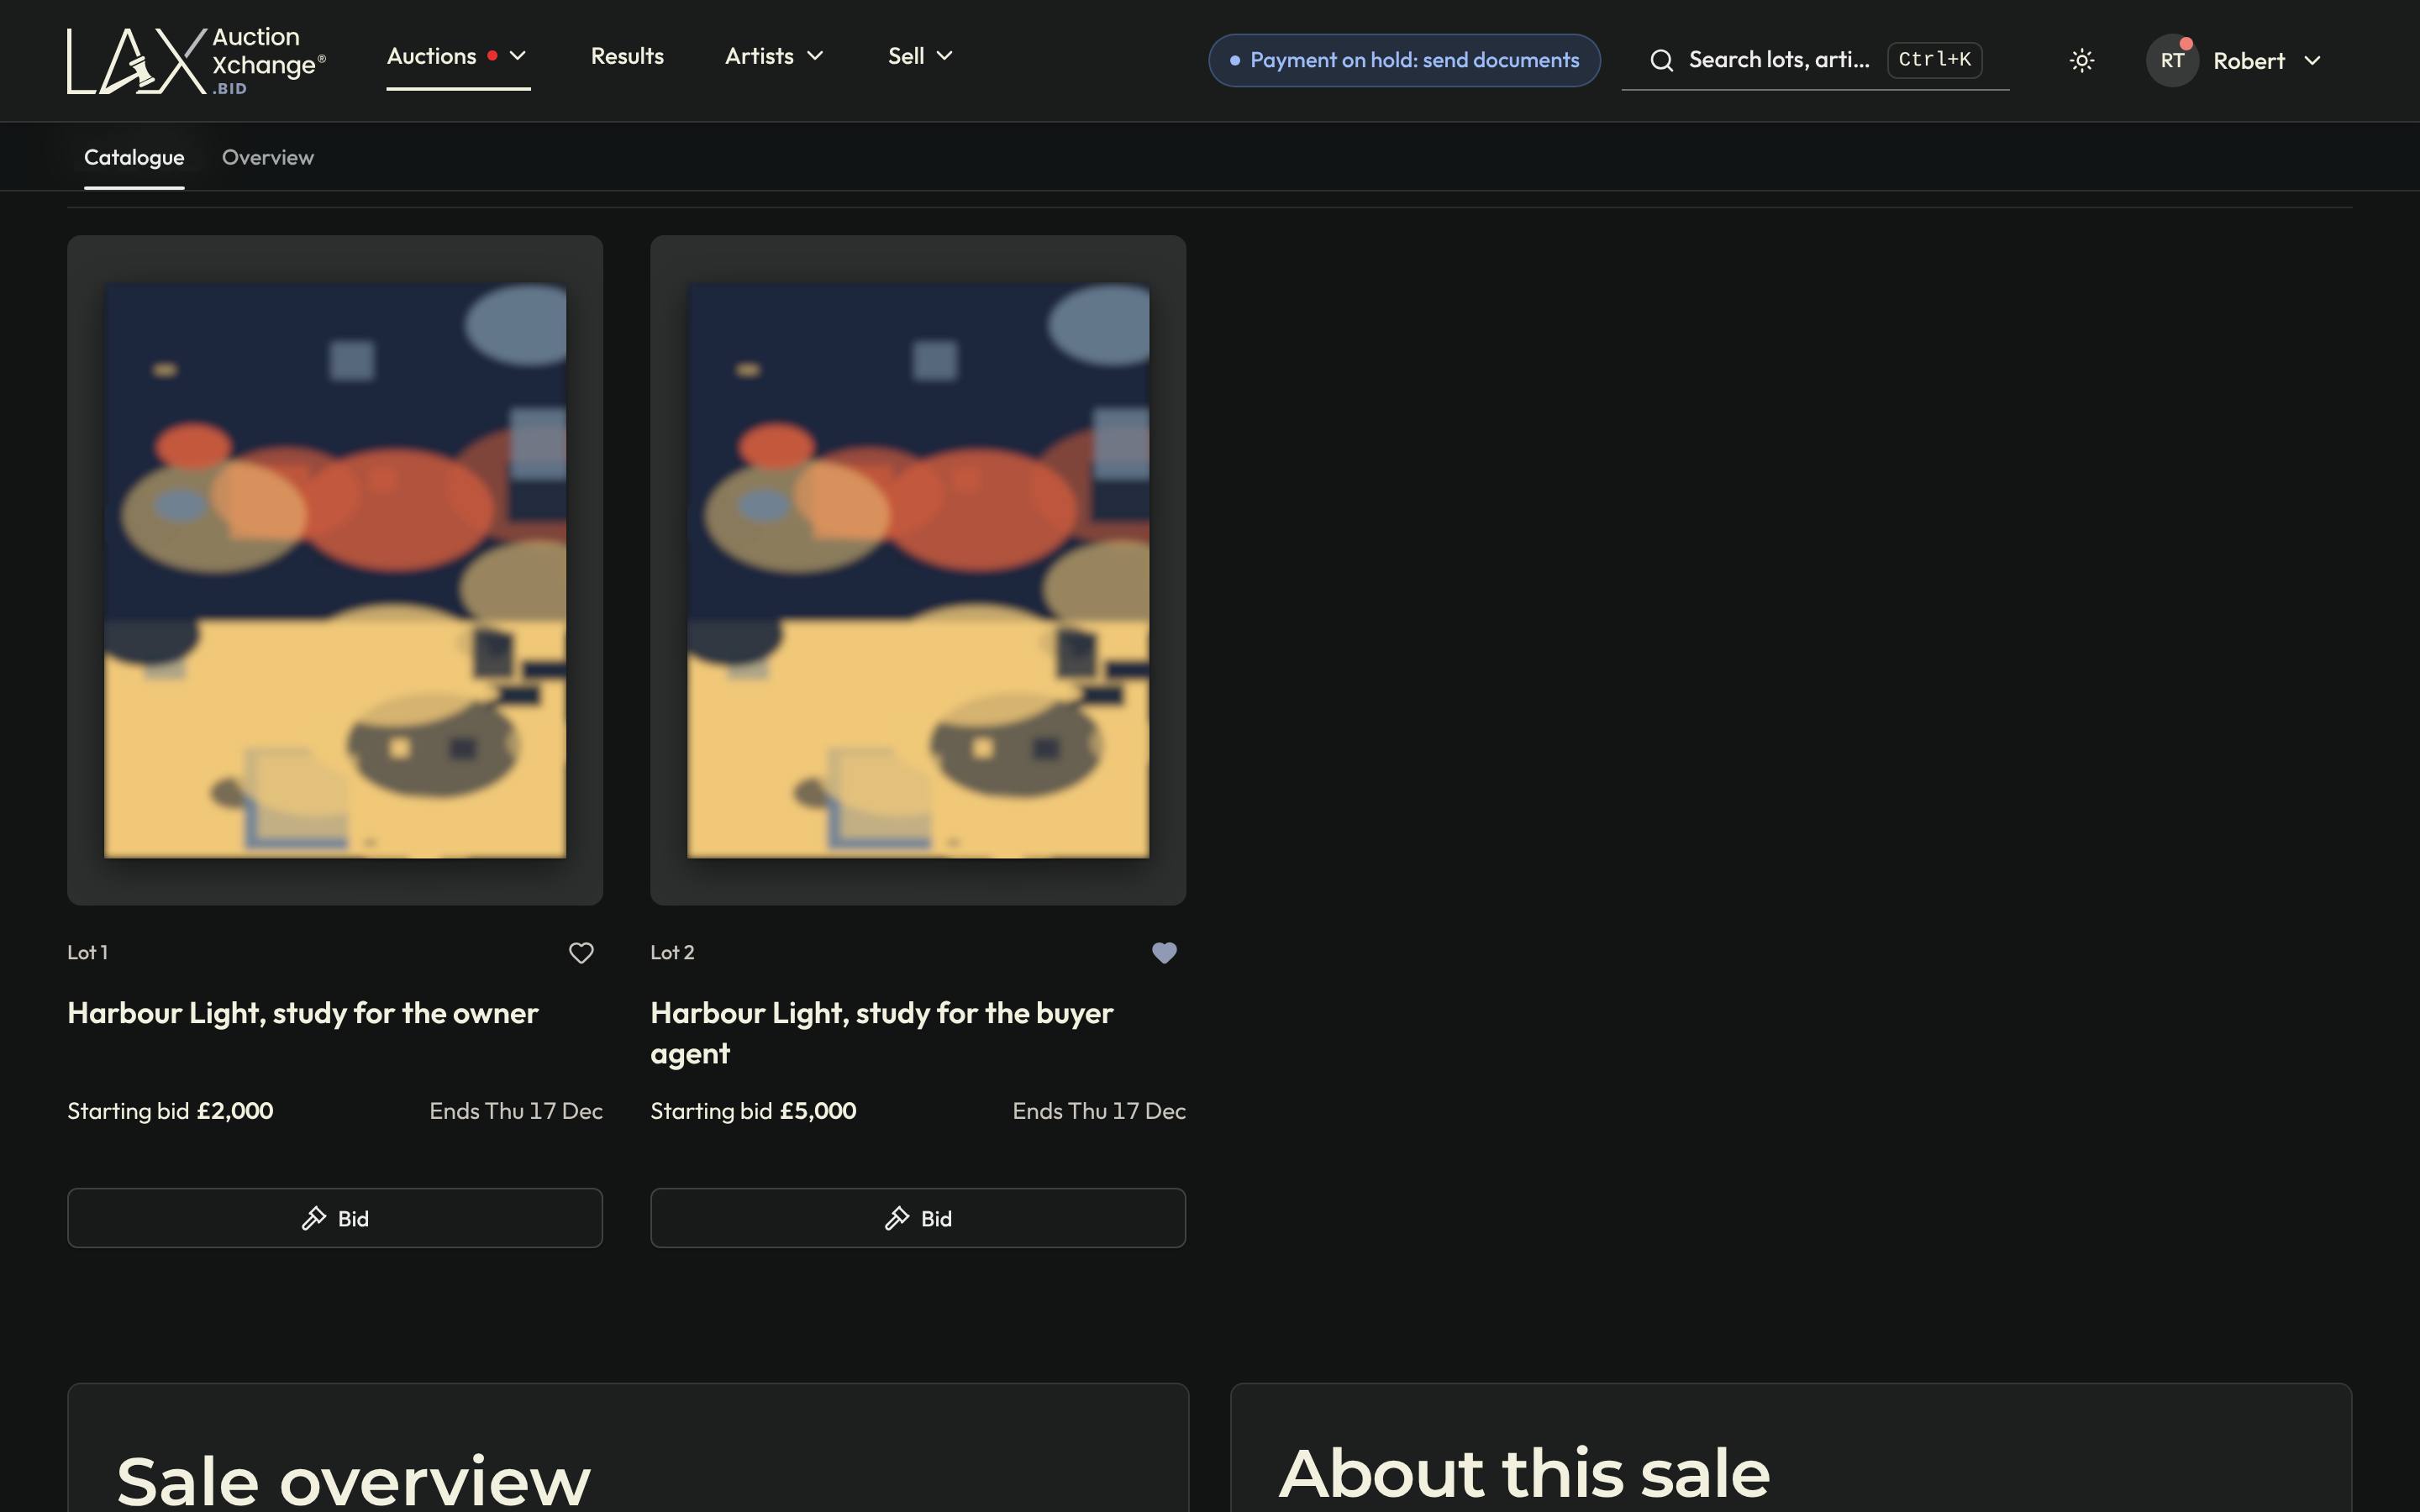 LAX Auction
Xchange®
.BID
Auctions
Results
Artists
Sell
Payment on hold: send documents
Search lots, arti...
Ctrl+K
RT
Robert
Catalogue
Overview
Lot 1
Harbour Light, study for the owner
Starting bid £2,000
Ends Thu 17 Dec
Bid
Lot 2
Harbour Light, study for the buyer
agent
Starting bid £5,000
Ends Thu 17 Dec
Bid
Sale overview
About this sale